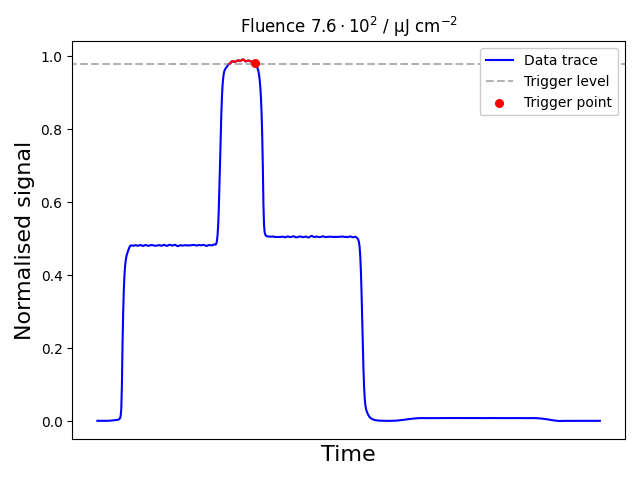 Fluence 7.6 · 10² / µJ cm⁻²
Data trace
Trigger level
Trigger point
Normalised signal
1.0
0.8
0.6
0.4
0.2
0.0
Time